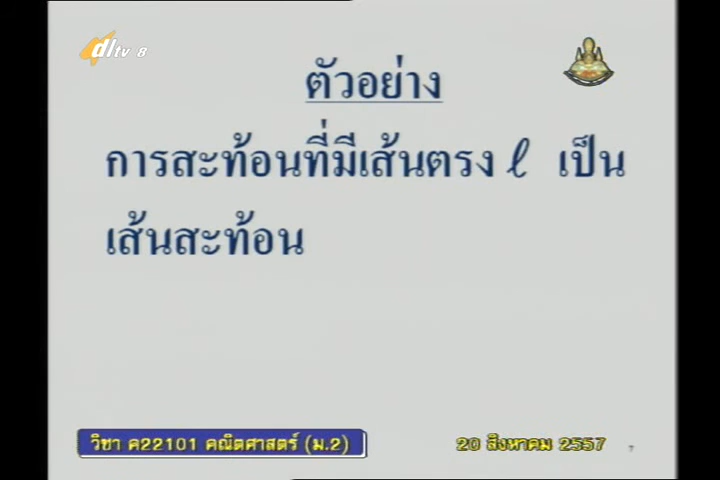 dltv 8
ตัวอย่าง
การสะท้อนที่มีเส้นตรง ℓ เป็น
เส้นสะท้อน
วิชา ค22101 คณิตศาสตร์ (ม.2)
20 สิงหาคม 2557
7